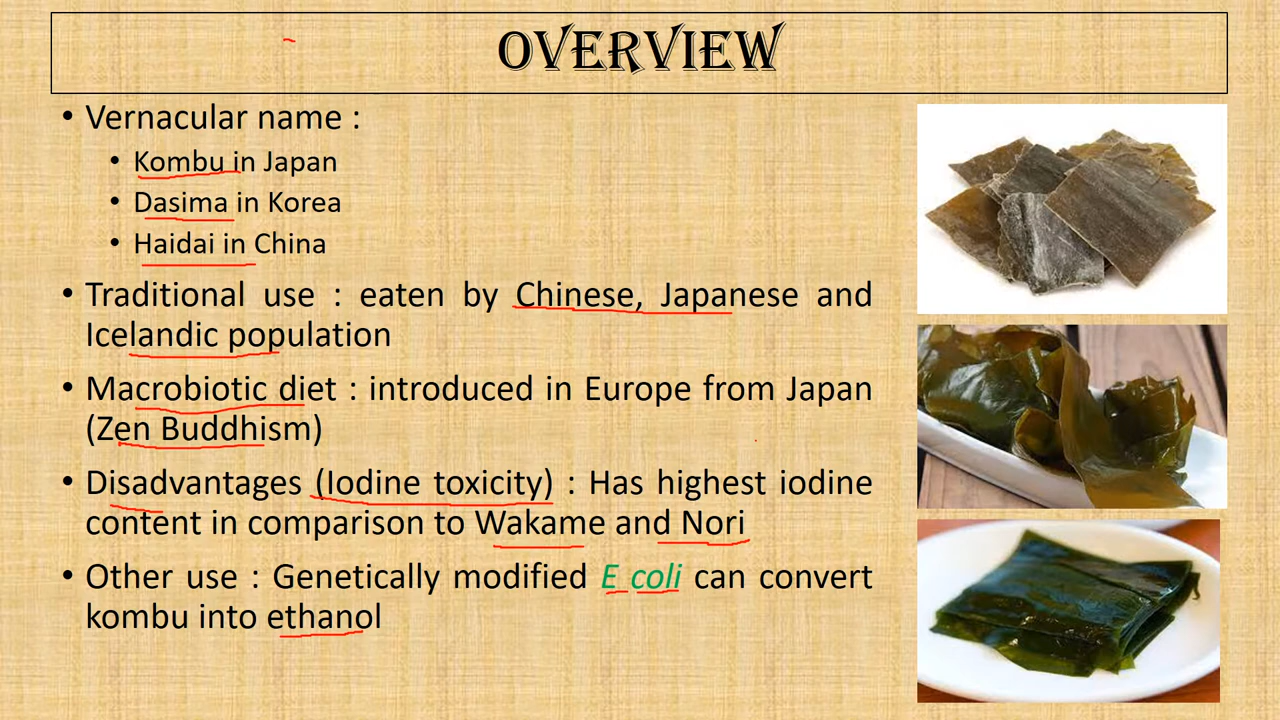 OVERVIEW
• Vernacular name :
• Kombu in Japan
• Dasima in Korea
• Haidai in China
• Traditional use : eaten by Chinese, Japanese and
Icelandic population
• Macrobiotic diet : introduced in Europe from Japan
(Zen Buddhism)
• Disadvantages (Iodine toxicity) : Has highest iodine
content in comparison to Wakame and Nori
• Other use : Genetically modified E coli can convert
kombu into ethanol